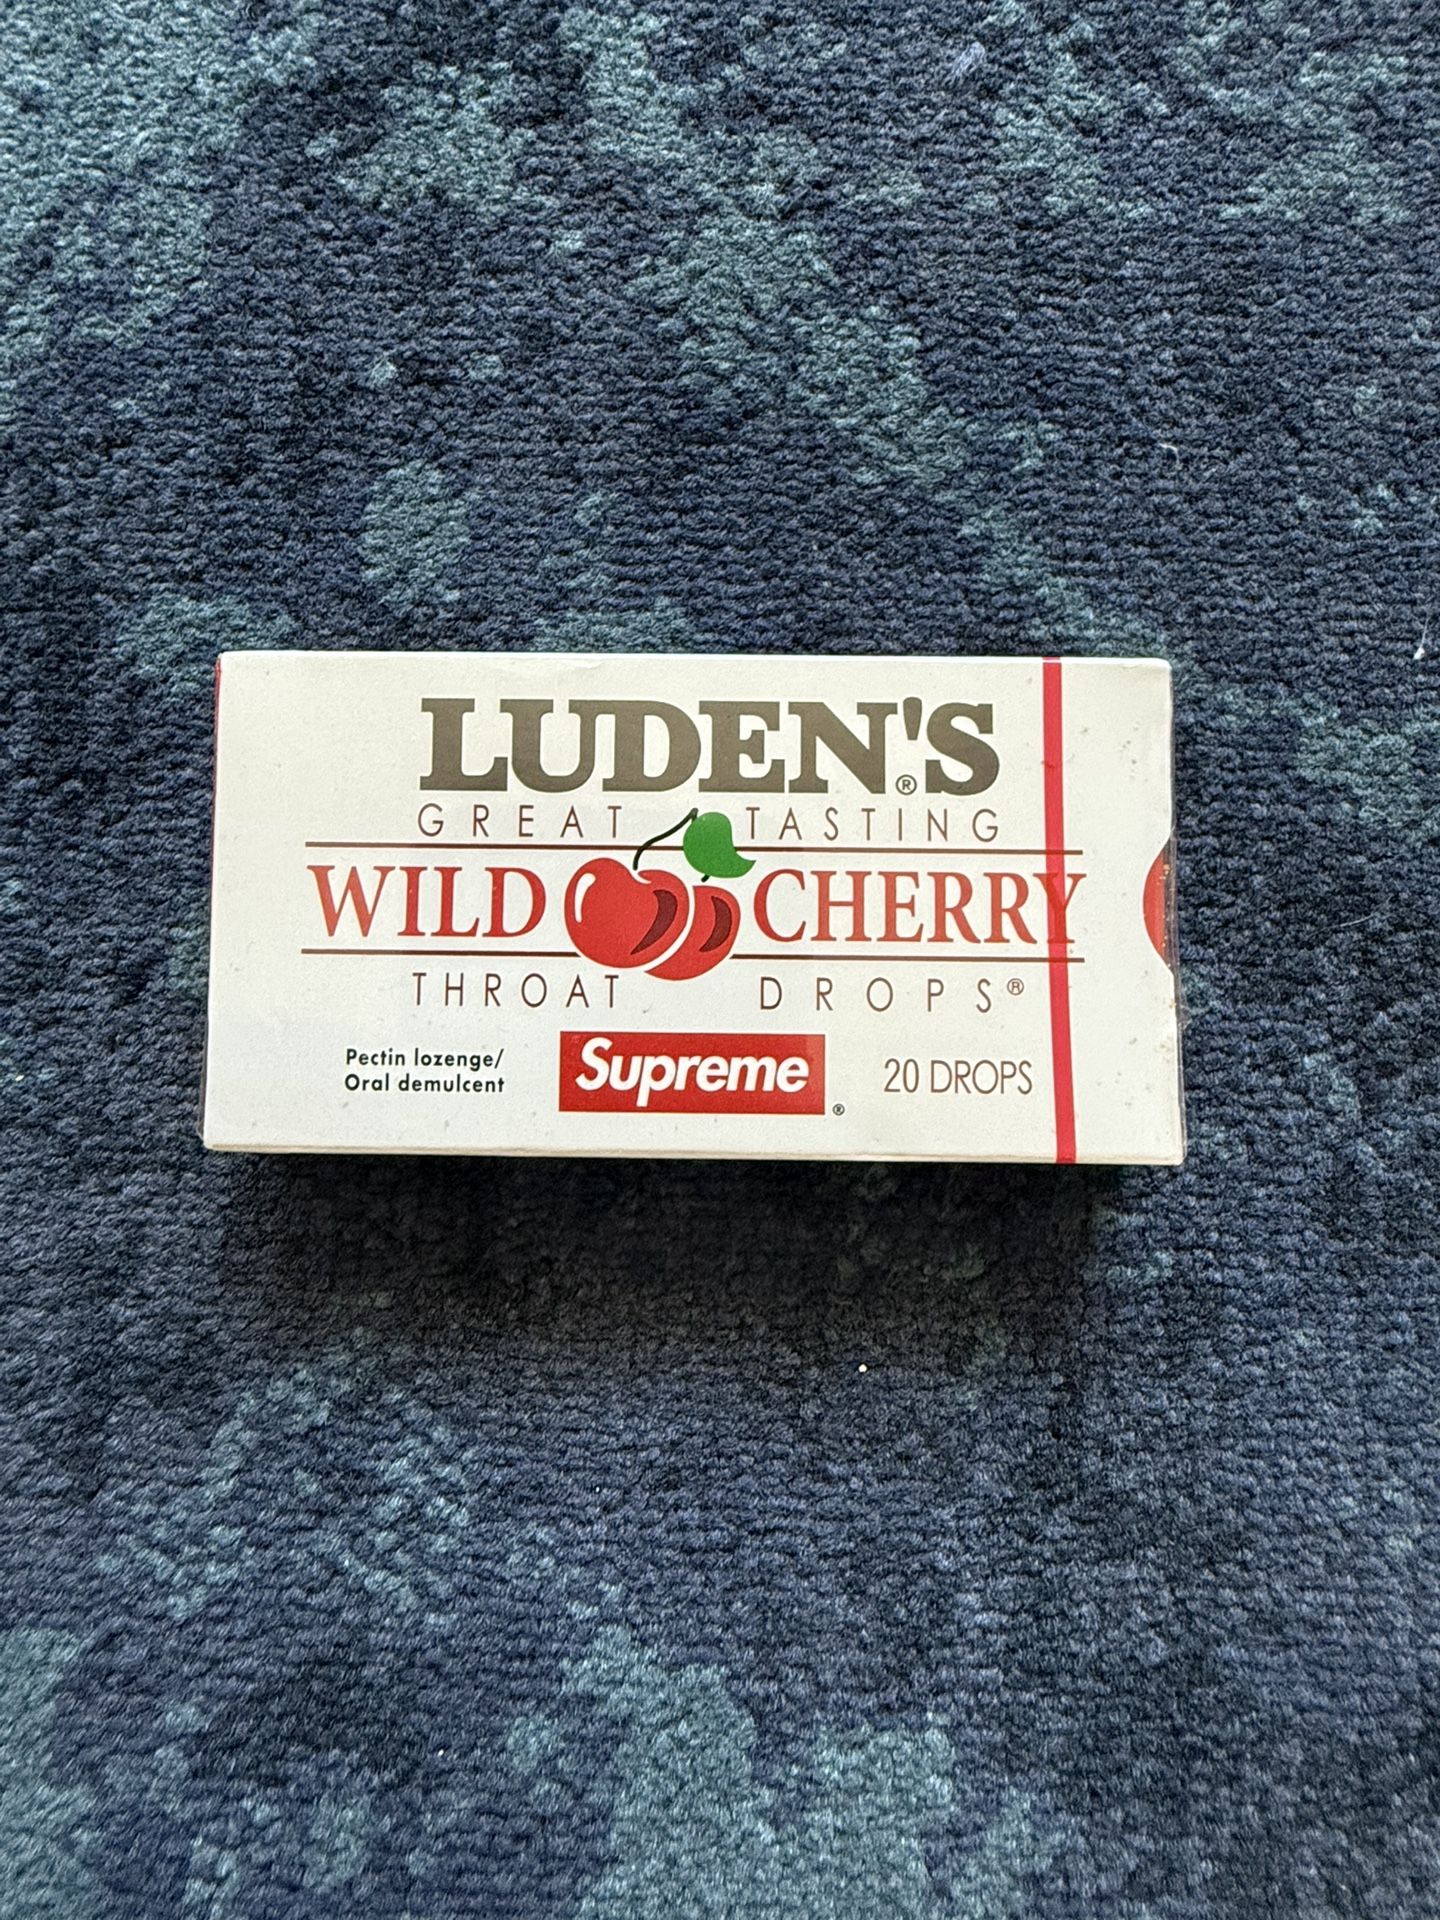 LUDEN'S®
GREAT TASTING
WILD CHERRY
THROAT DROPS®
Pectin lozenge/
Oral demulcent
Supreme®
20 DROPS